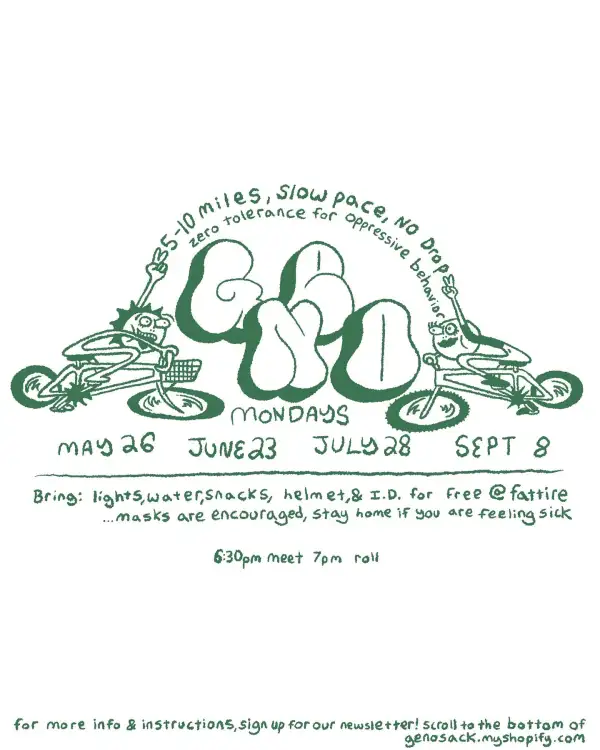 35-10 miles, slow pace, no drop
zero tolerance for oppressive behavior
GBND
MONDAYS
MAY 26 JUNE 23 JULY 28 SEPT 8
Bring: lights, water, snacks, helmet, & I.D. for free @ fattire
...masks are encouraged, stay home if you are feeling sick
6:30pm meet 7pm roll
for more info & instructions, sign up for our newsletter! scroll to the bottom of
genosack.myshopify.com